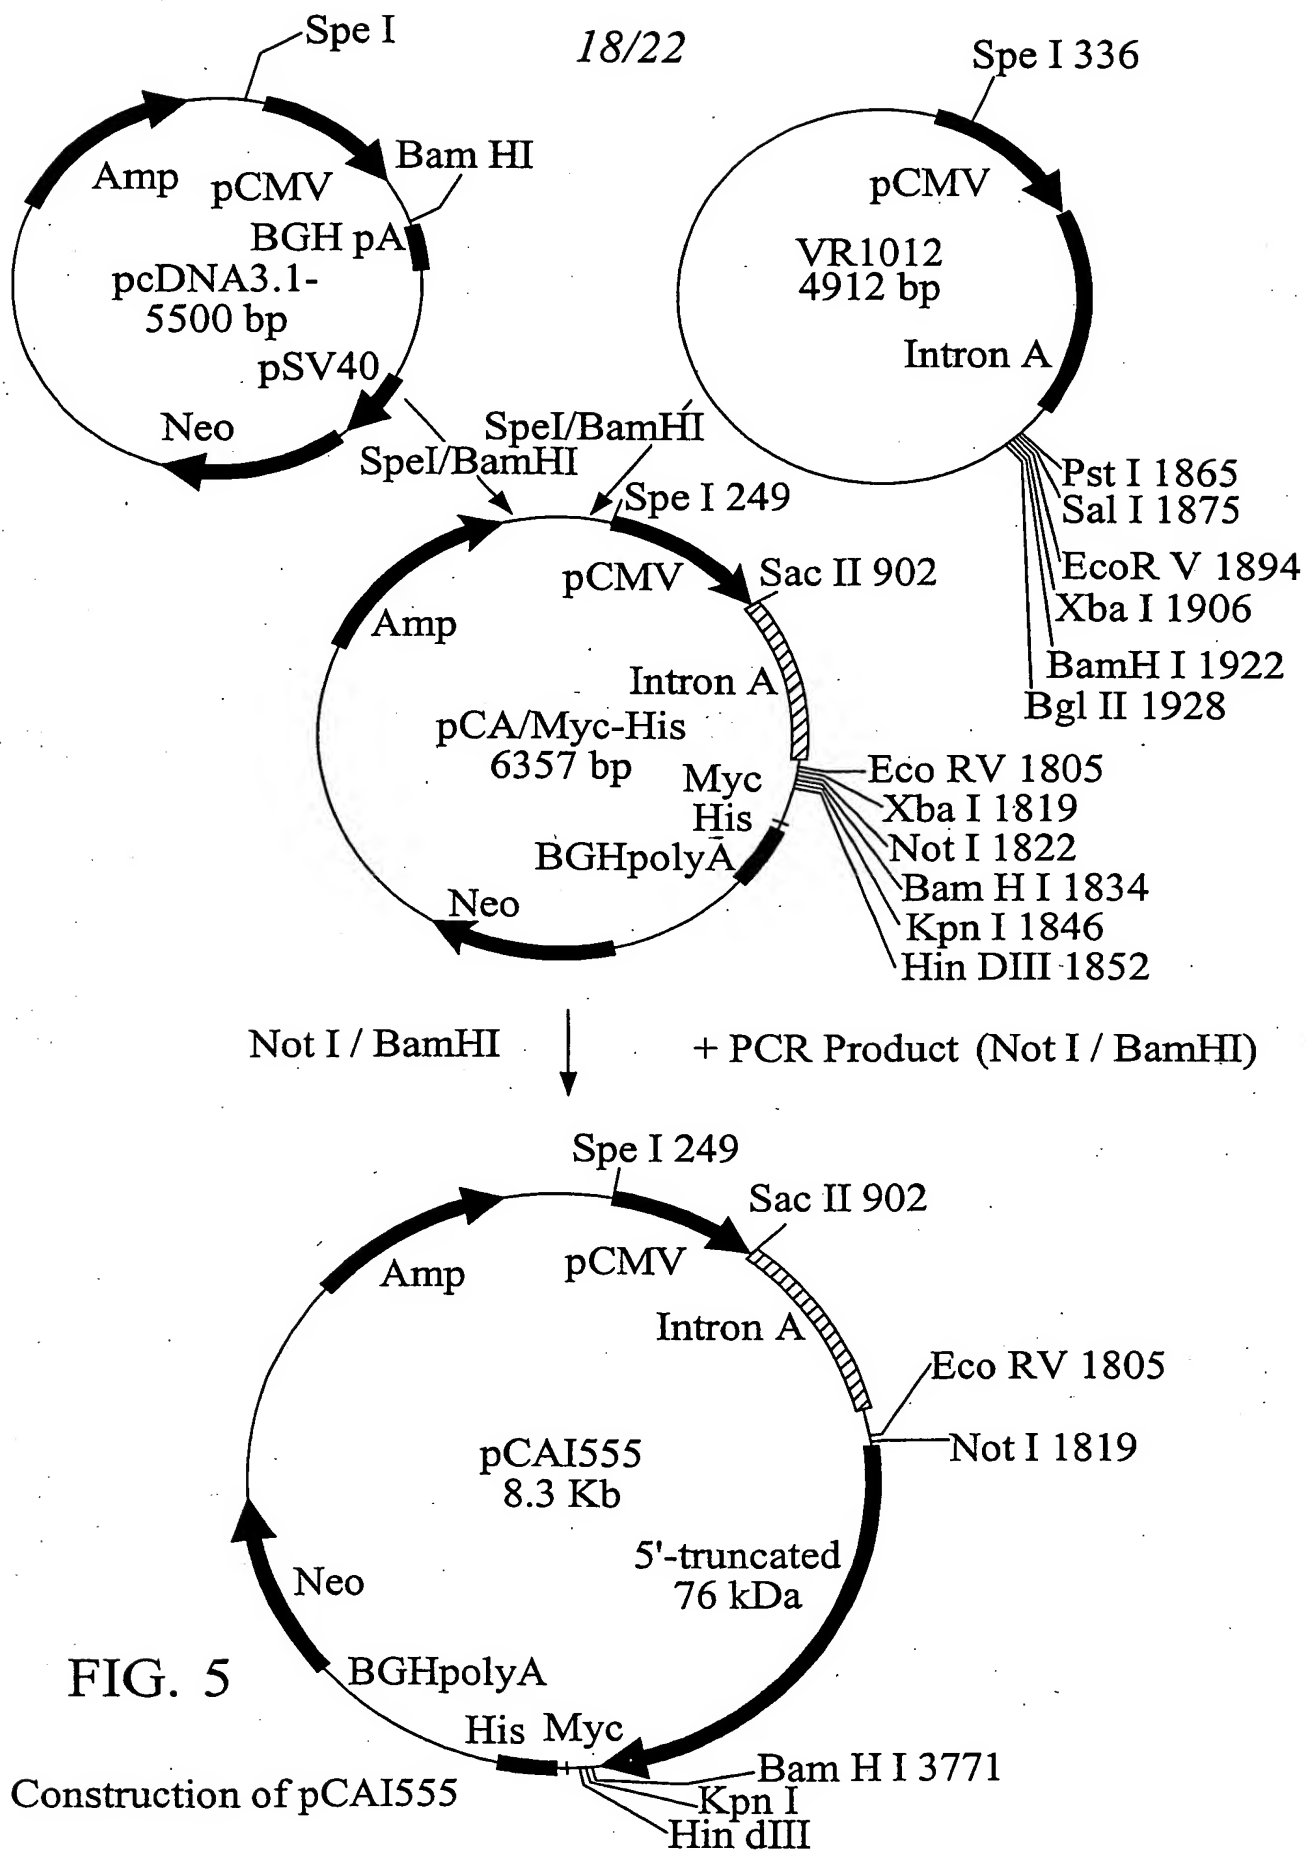 18/22
Spe I
Amp
pCMV
Bam HI
BGH pA
pcDNA3.1-
5500 bp
pSV40
Neo
SpeI/BamHI
Spe I 336
pCMV
VR1012
4912 bp
Intron A
SpeI/BamHI
Pst I 1865
Sal I 1875
EcoR V 1894
Xba I 1906
BamH I 1922
Bgl II 1928
Spe I 249
pCMV
Sac II 902
Amp
Intron A
pCA/Myc-His
6357 bp
Myc
His
BGHpolyA
Neo
Eco RV 1805
Xba I 1819
Not I 1822
Bam H I 1834
Kpn I 1846
Hin DIII 1852
Not I / BamHI
+ PCR Product (Not I / BamHI)
Spe I 249
Sac II 902
pCMV
Amp
Intron A
Eco RV 1805
Not I 1819
pCAI555
8.3 Kb
5'-truncated
76 kDa
Neo
BGHpolyA
His Myc
Bam H I 3771
Kpn I
Hin dIII
FIG. 5
Construction of pCAI555